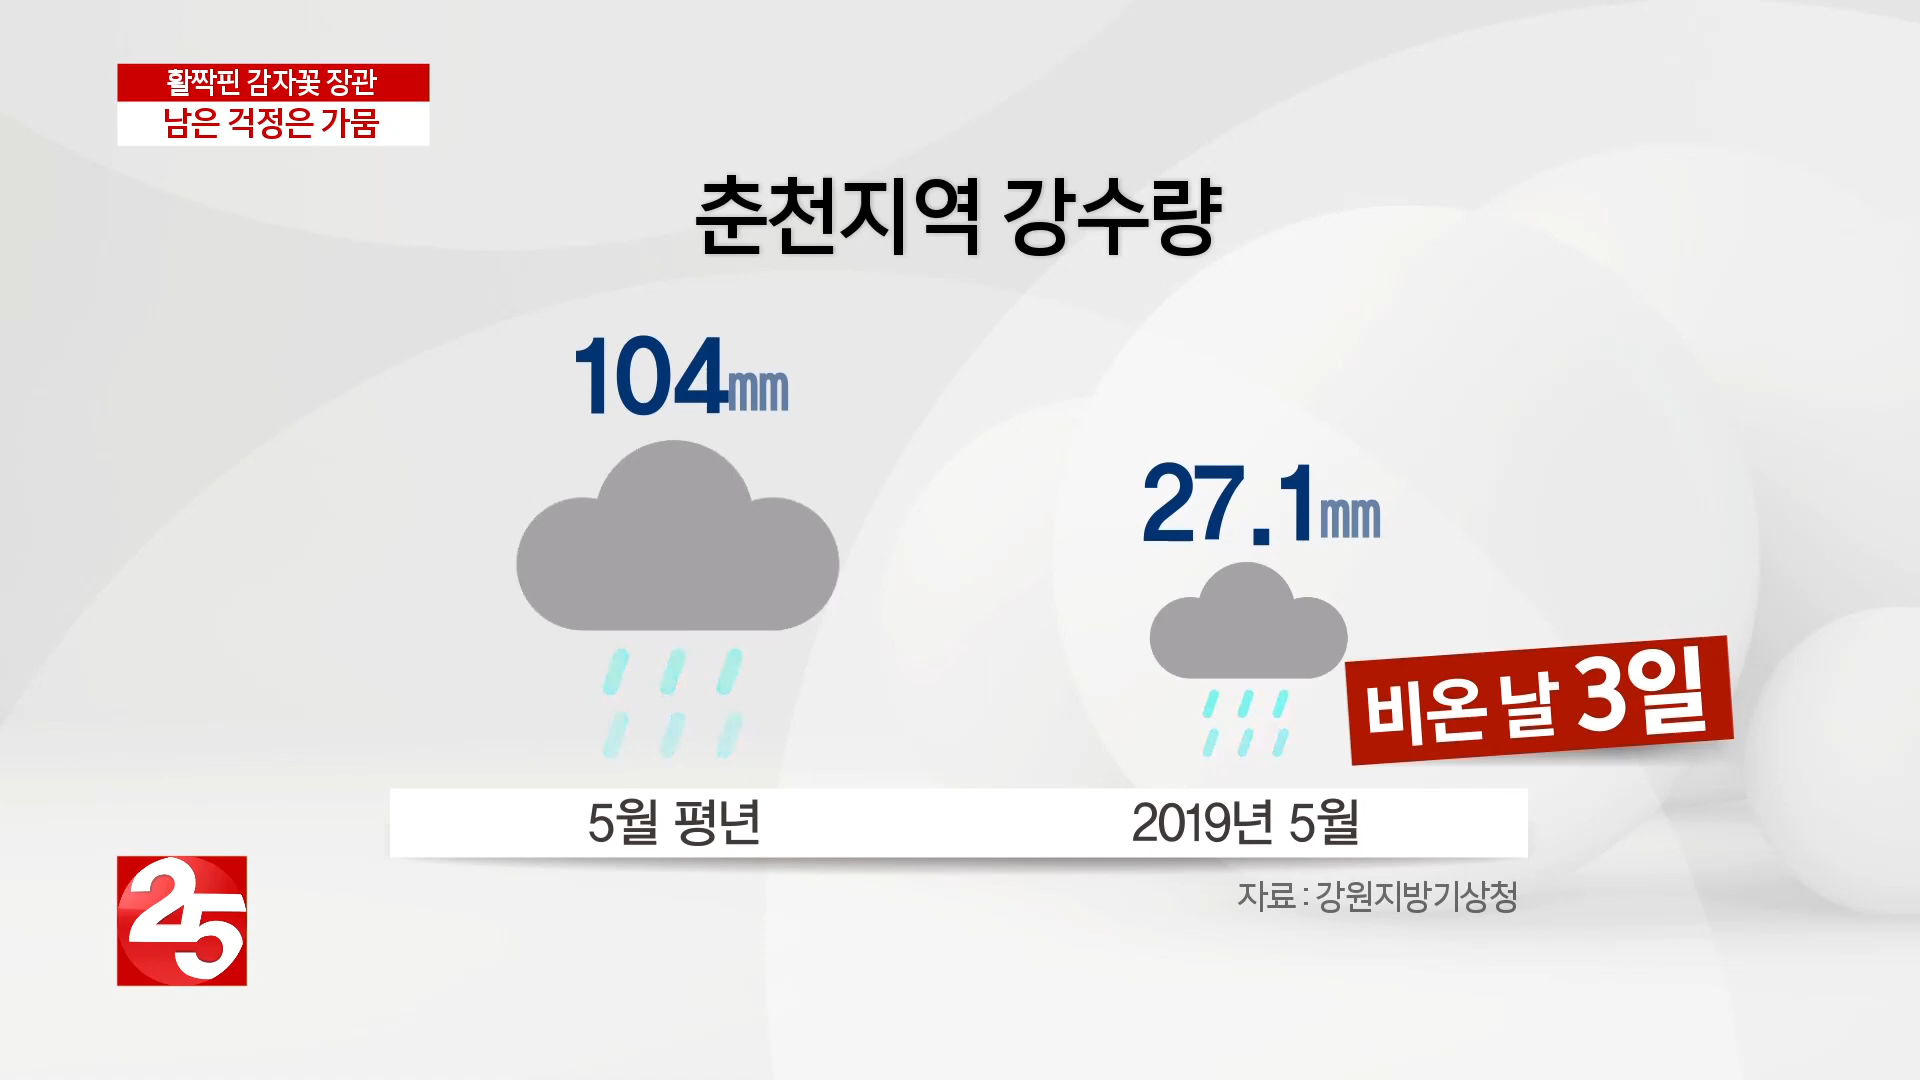 활짝핀 감자꽃 장관
남은 걱정은 가뭄
춘천지역 강수량
104㎜
27.1㎜
비온 날 3일
5월 평년
2019년 5월
자료 : 강원지방기상청
25